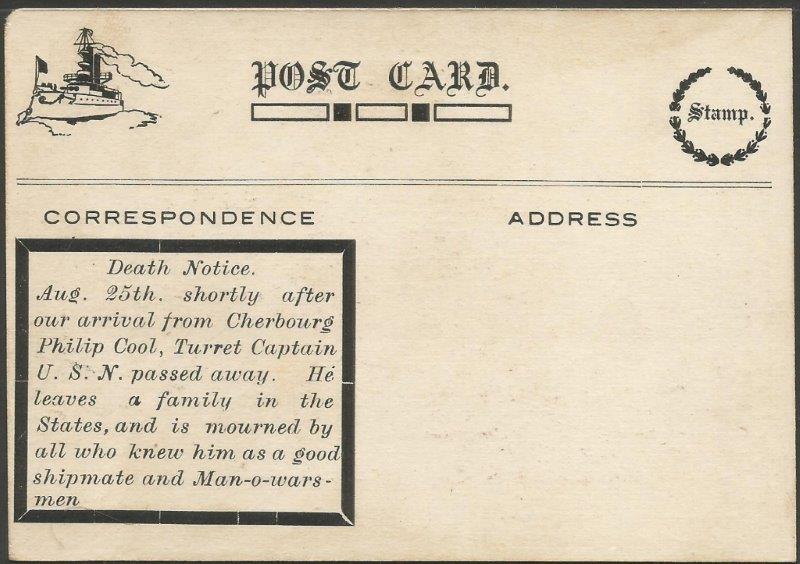 POST CARD.
Stamp.
CORRESPONDENCE
ADDRESS
Death Notice.
Aug. 25th. shortly after
our arrival from Cherbourg
Philip Cool, Turret Captain
U. S. N. passed away. He
leaves a family in the
States, and is mourned by
all who knew him as a good
shipmate and Man-o-wars-
men